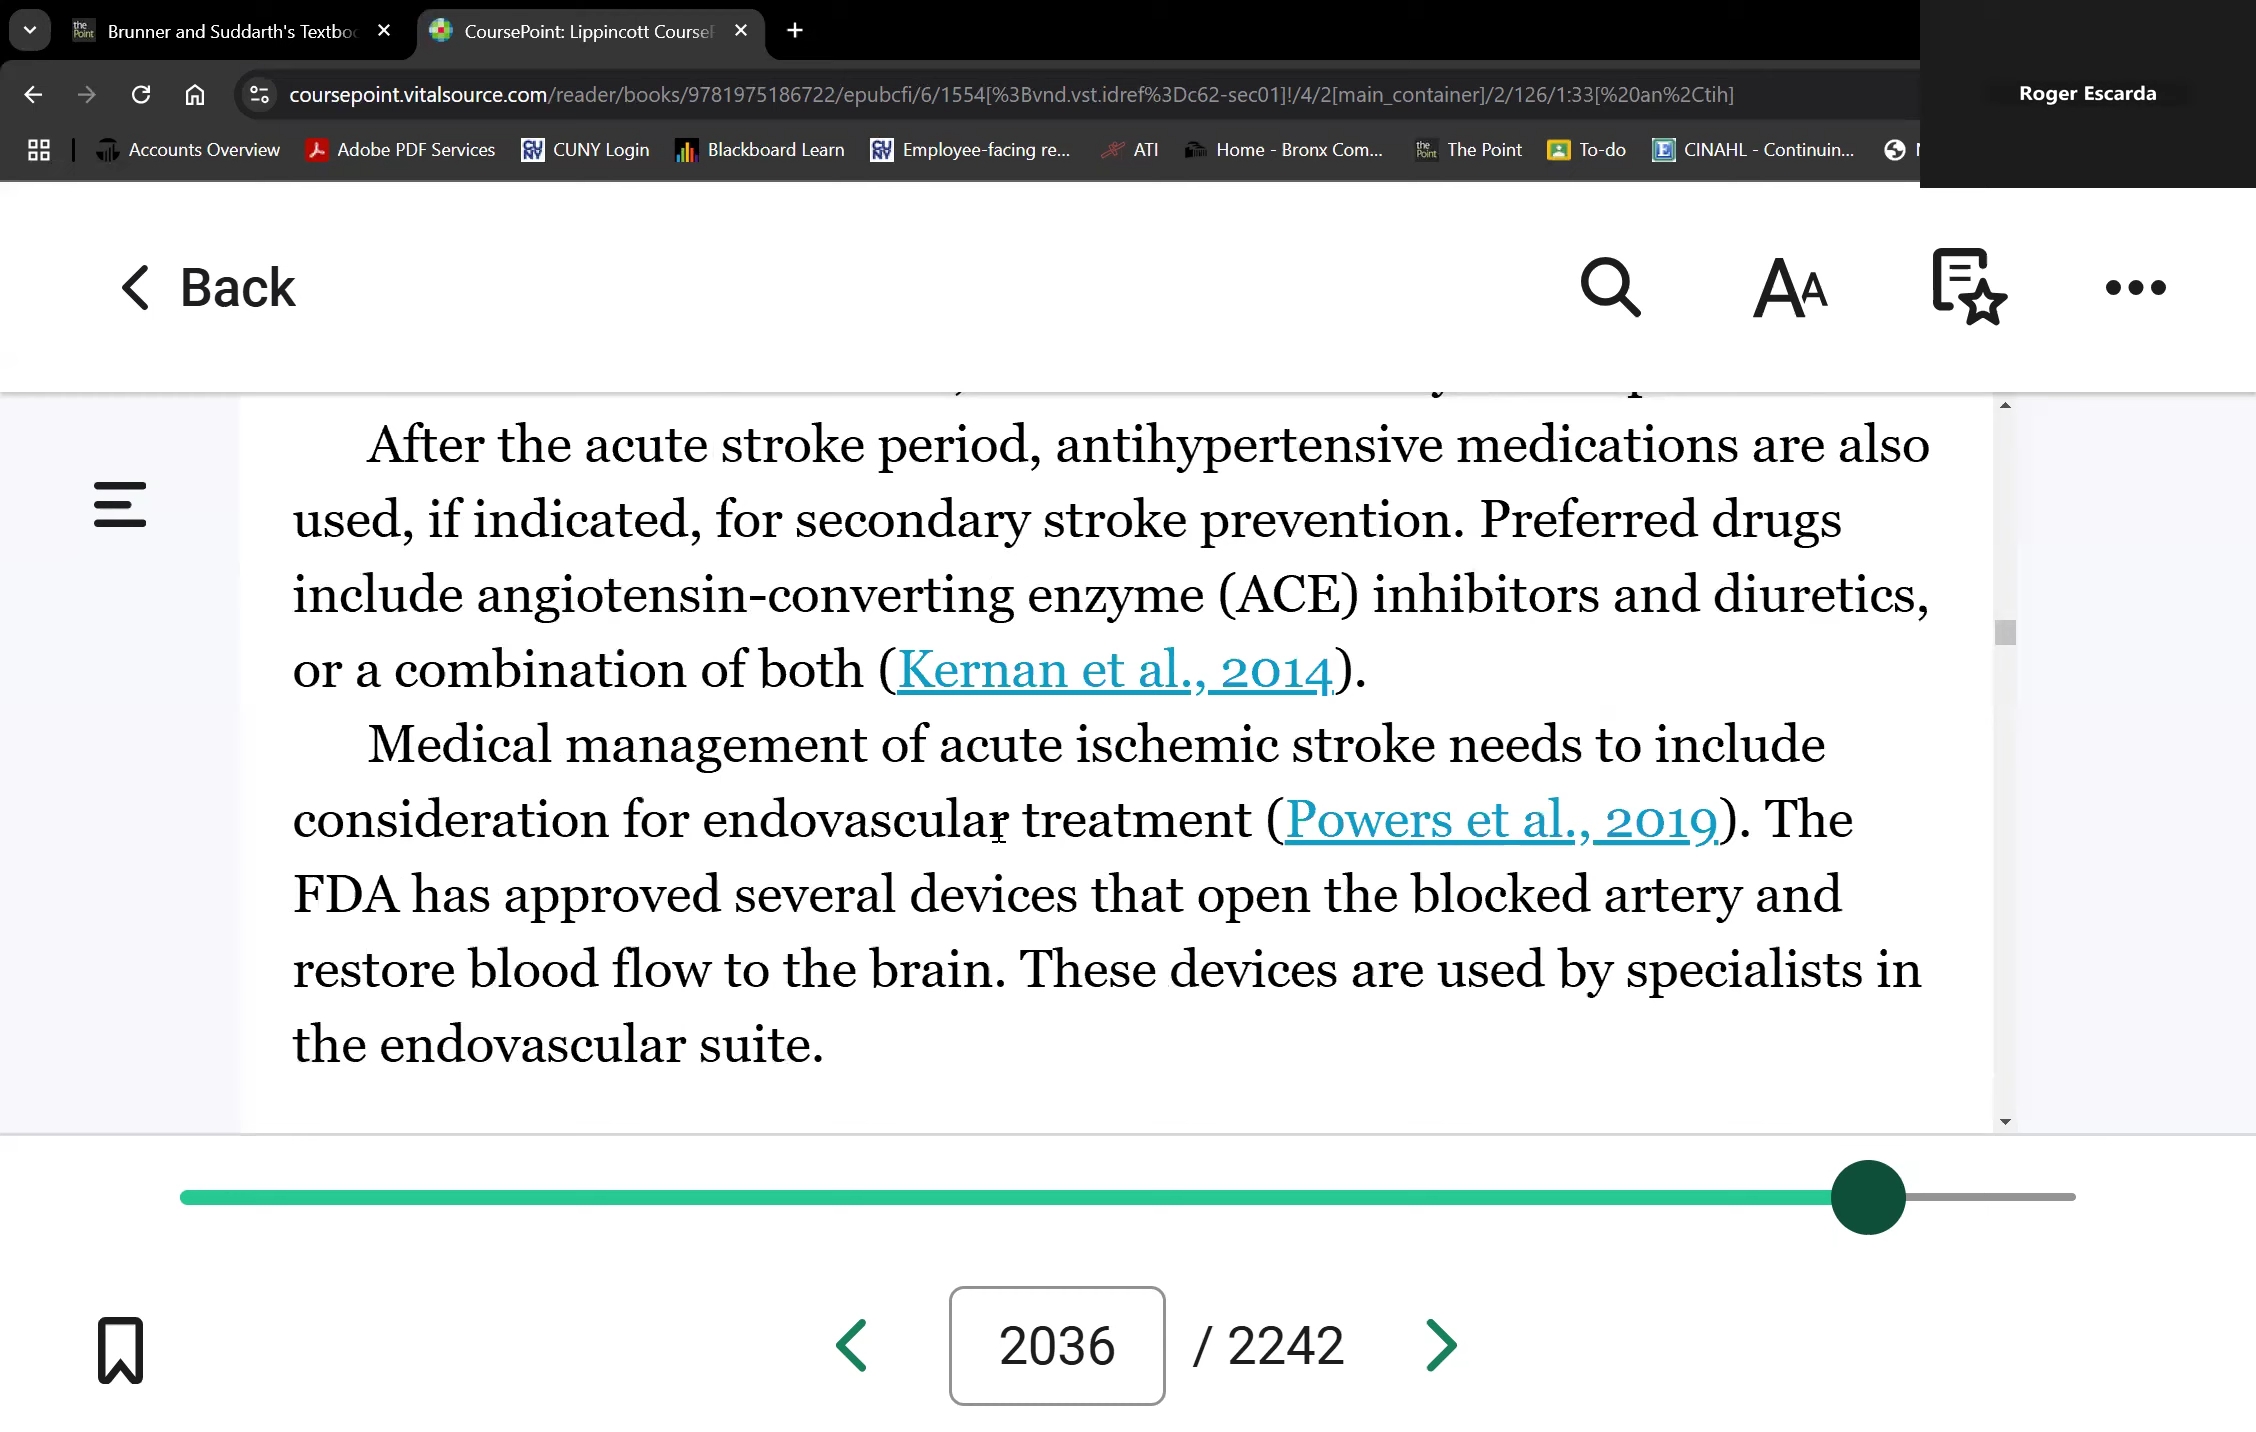 Brunner and Suddarth's Textbo
CoursePoint: Lippincott Course
coursepoint.vitalsource.com/reader/books/9781975186722/epubcfi/6/1554[%3Bvnd.vst.idref%3Dc62-sec01]!/4/2[main_container]/2/126/1:33[%20an%2Ctih]
Roger Escarda
Accounts Overview
Adobe PDF Services
CUNY Login
Blackboard Learn
Employee-facing re...
ATI
Home - Bronx Com...
the Point
The Point
To-do
CINAHL - Continuin...
Back
AA
After the acute stroke period, antihypertensive medications are also
used, if indicated, for secondary stroke prevention. Preferred drugs
include angiotensin-converting enzyme (ACE) inhibitors and diuretics,
or a combination of both (Kernan et al., 2014).
Medical management of acute ischemic stroke needs to include
consideration for endovascular treatment (Powers et al., 2019). The
FDA has approved several devices that open the blocked artery and
restore blood flow to the brain. These devices are used by specialists in
the endovascular suite.
2036 / 2242